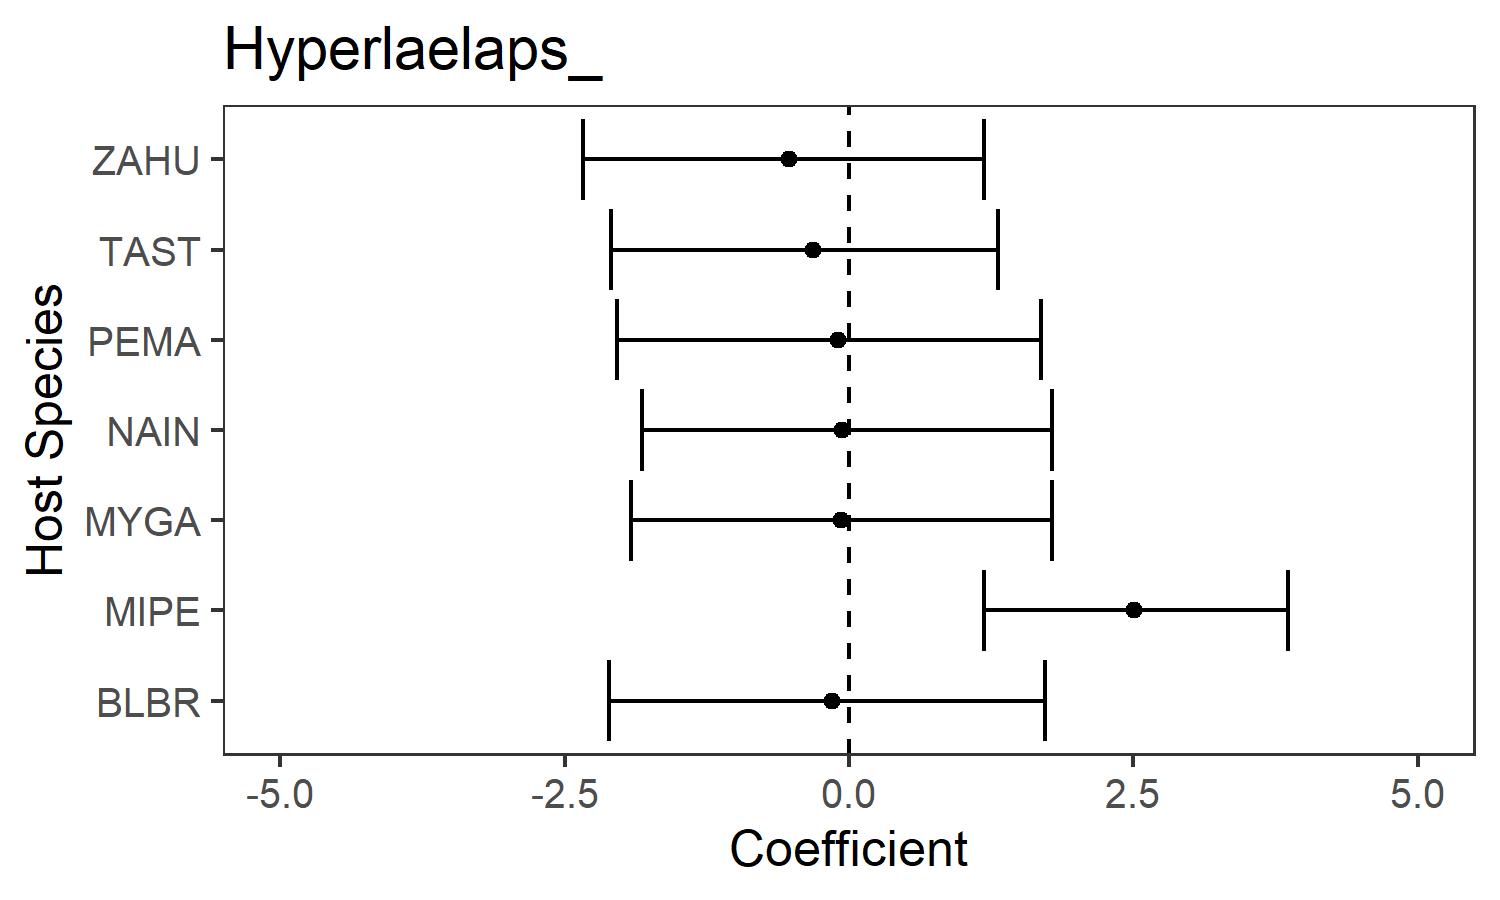 Hyperlaelaps_
Host Species
ZAHU
TAST
PEMA
NAIN
MYGA
MIPE
BLBR
-5.0 -2.5 0.0 2.5 5.0
Coefficient